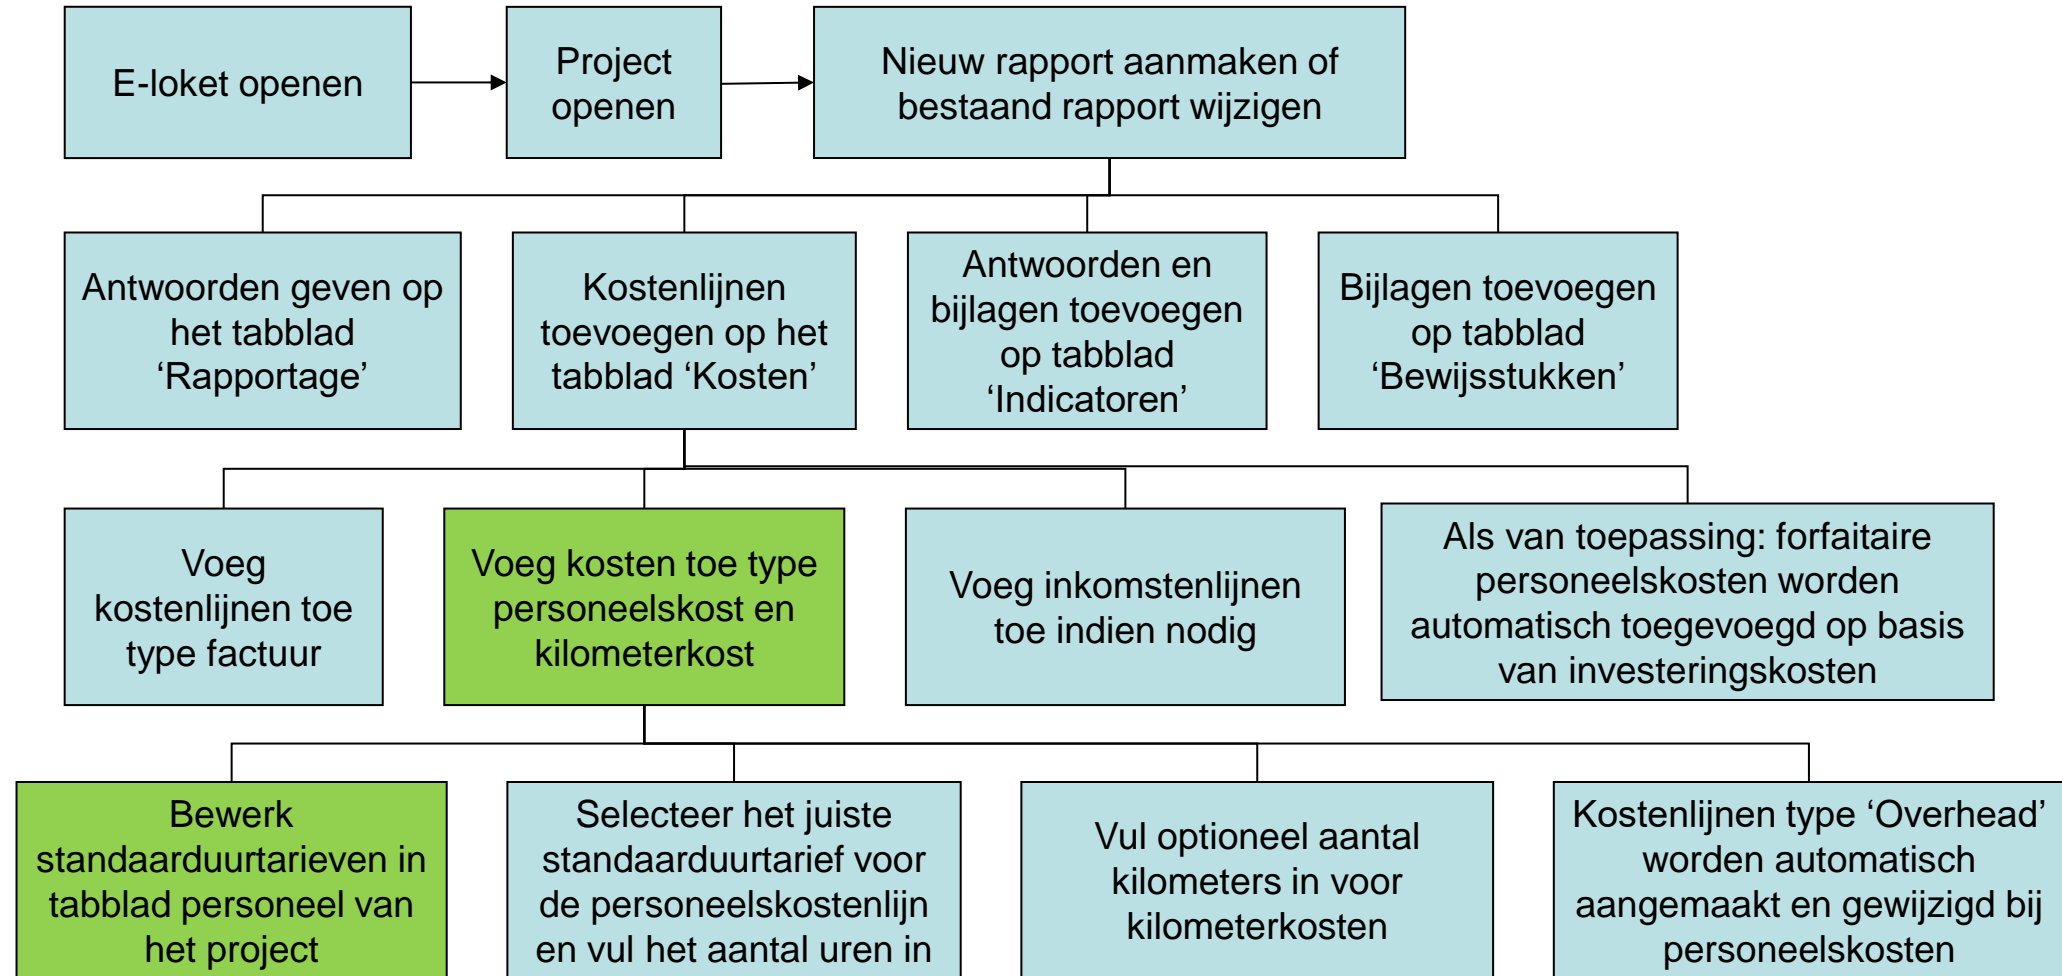 E-loket openen
Project
openen
Nieuw rapport aanmaken of
bestaand rapport wijzigen
Antwoorden geven op
het tabblad
‘Rapportage’
Kostenlijnen
toevoegen op het
tabblad ‘Kosten’
Antwoorden en
bijlagen toevoegen
op tabblad
‘Indicatoren’
Bijlagen toevoegen
op tabblad
‘Bewijsstukken’
Voeg
kostenlijnen toe
type factuur
Voeg kosten toe type
personeelskost en
kilometerkost
Voeg inkomstenlijnen
toe indien nodig
Als van toepassing: forfaitaire
personeelskosten worden
automatisch toegevoegd op basis
van investeringskosten
Bewerk
standaarduurtarieven in
tabblad personeel van
het project
Selecteer het juiste
standaarduurtarief voor
de personeelskostenlijn
en vul het aantal uren in
Vul optioneel aantal
kilometers in voor
kilometerkosten
Kostenlijnen type ‘Overhead’
worden automatisch
aangemaakt en gewijzigd bij
personeelskosten